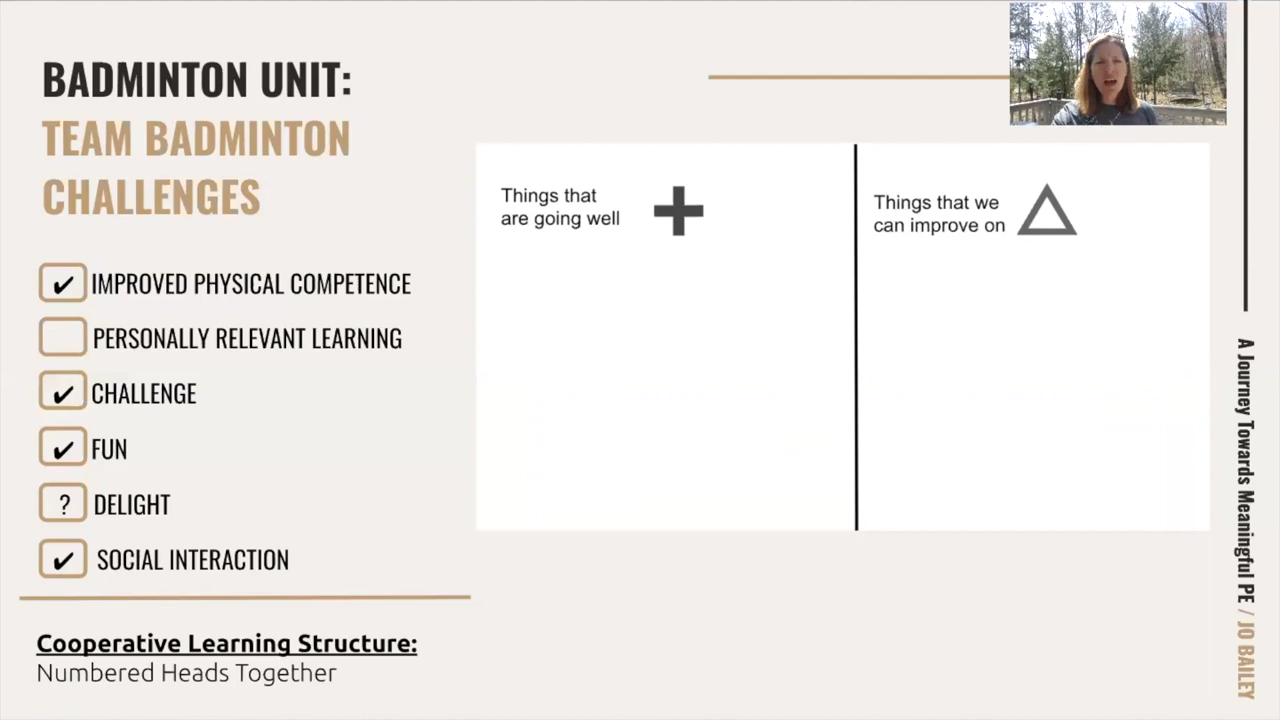 BADMINTON UNIT:
TEAM BADMINTON
CHALLENGES
✔ IMPROVED PHYSICAL COMPETENCE
PERSONALLY RELEVANT LEARNING
✔ CHALLENGE
✔ FUN
? DELIGHT
✔ SOCIAL INTERACTION
Cooperative Learning Structure:
Numbered Heads Together
Things that
are going well
Things that we
can improve on
A Journey Towards Meaningful PE / JO BAILEY